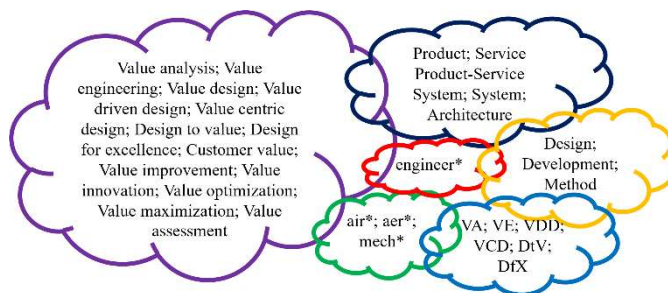 Value analysis; Value
engineering; Value design; Value
driven design; Value centric
design; Design to value; Design
for excellence; Customer value;
Value improvement; Value
innovation; Value optimization;
Value maximization; Value
assessment
Product; Service
Product-Service
System; System;
Architecture
engineer*
Design;
Development;
Method
air*; aer*;
mech*
VA; VE; VDD;
VCD; DtV;
DfX